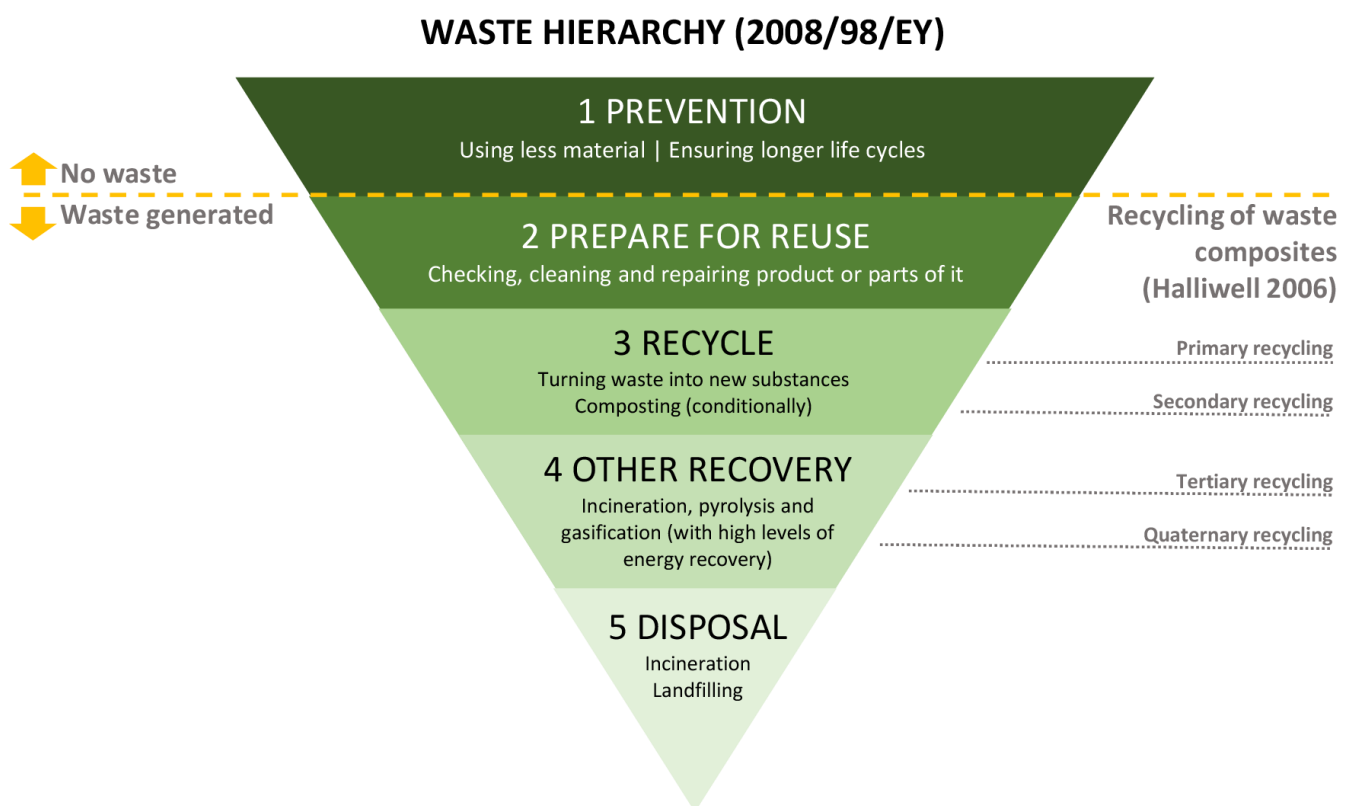 WASTE HIERARCHY (2008/98/EY)
1 PREVENTION
Using less material | Ensuring longer life cycles
No waste
Waste generated
2 PREPARE FOR REUSE
Checking, cleaning and repairing product or parts of it
Recycling of waste
composites
(Halliwell 2006)
3 RECYCLE
Turning waste into new substances
Composting (conditionally)
Primary recycling
Secondary recycling
4 OTHER RECOVERY
Incineration, pyrolysis and
gasification (with high levels of
energy recovery)
Tertiary recycling
Quaternary recycling
5 DISPOSAL
Incineration
Landfilling